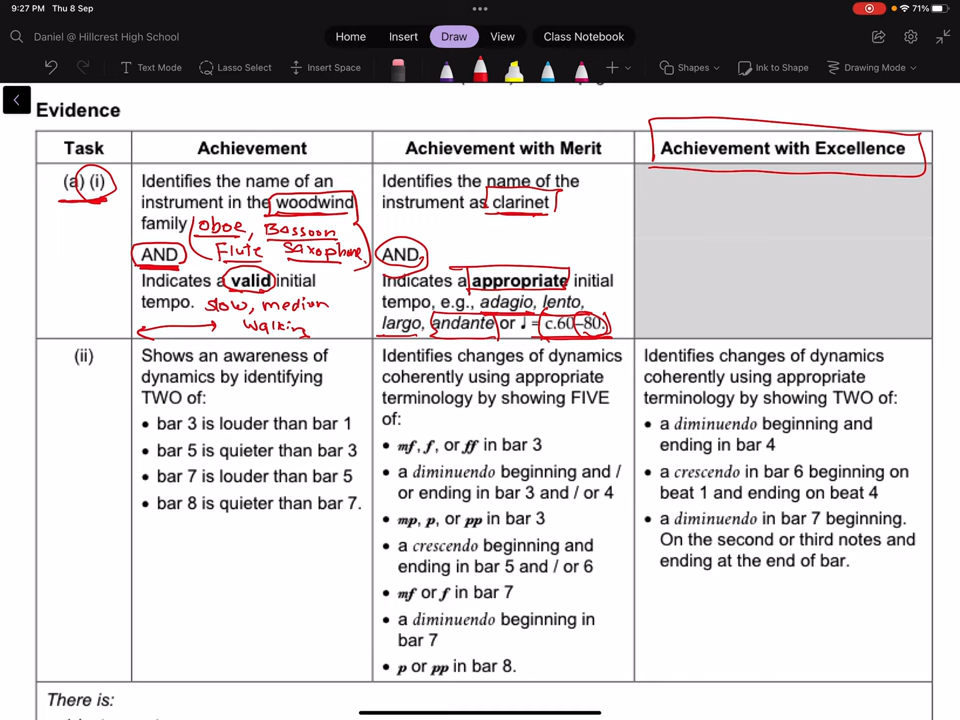 9:27 PM Thu 8 Sep
71%
Daniel @ Hillcrest High School
Home Insert Draw View Class Notebook
Text Mode Lasso Select Insert Space Shapes Ink to Shape Drawing Mode
Evidence
Task Achievement Achievement with Merit Achievement with Excellence
(a) (i)
Identifies the name of an
instrument in the woodwind
family
Oboe, Bassoon
Flute Saxophone
AND
Indicates a valid initial
tempo.
slow, medium
walking
Identifies the name of the
instrument as clarinet
AND
Indicates a appropriate initial
tempo, e.g., adagio, lento,
largo, andante or ♩ = c.60–80.
(ii)
Shows an awareness of
dynamics by identifying
TWO of:
• bar 3 is louder than bar 1
• bar 5 is quieter than bar 3
• bar 7 is louder than bar 5
• bar 8 is quieter than bar 7.
Identifies changes of dynamics
coherently using appropriate
terminology by showing FIVE
of:
• mf, f, or ff in bar 3
• a diminuendo beginning and /
or ending in bar 3 and / or 4
• mp, p, or pp in bar 3
• a crescendo beginning and
ending in bar 5 and / or 6
• mf or f in bar 7
• a diminuendo beginning in
bar 7
• p or pp in bar 8.
Identifies changes of dynamics
coherently using appropriate
terminology by showing TWO of:
• a diminuendo beginning and
ending in bar 4
• a crescendo in bar 6 beginning on
beat 1 and ending on beat 4
• a diminuendo in bar 7 beginning.
On the second or third notes and
ending at the end of bar.
There is: